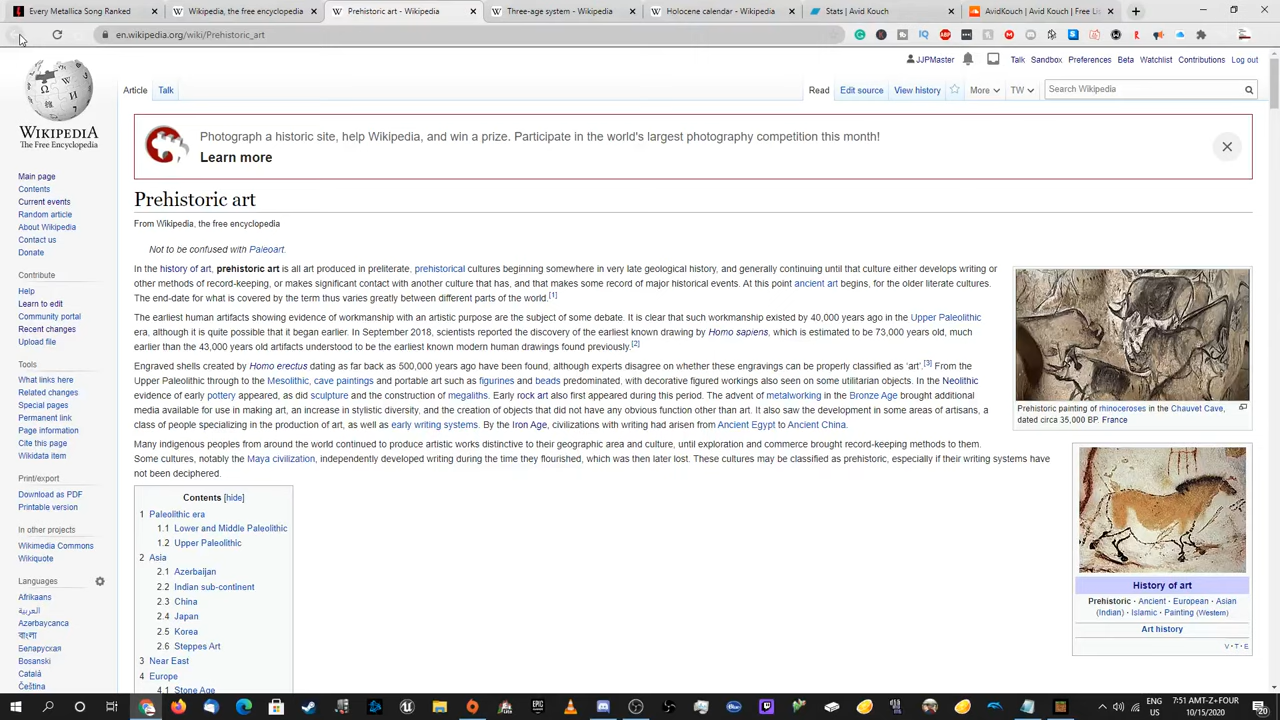 Every Metallica Song Ranked
Wikipedia, the free encyclopedia
Prehistoric art - Wikipedia
Three-age system - Wikipedia
Holocene calendar - Wikipedia
Stats | Avid Kouch
AvidKouch | Avid Kouch | Free Lis
en.wikipedia.org/wiki/Prehistoric_art
JJPMaster Talk Sandbox Preferences Beta Watchlist Contributions Log out
Article Talk Read Edit source View history More TW Search Wikipedia
WIKIPEDIA
The Free Encyclopedia
Main page
Contents
Current events
Random article
About Wikipedia
Contact us
Donate
Contribute
Help
Learn to edit
Community portal
Recent changes
Upload file
Tools
What links here
Related changes
Special pages
Permanent link
Page information
Cite this page
Wikidata item
Print/export
Download as PDF
Printable version
In other projects
Wikimedia Commons
Wikiquote
Languages
Afrikaans
العربية
Azərbaycanca
বাংলা
Беларуская
Bosanski
Català
Čeština
Photograph a historic site, help Wikipedia, and win a prize. Participate in the world's largest photography competition this month!
Learn more
Prehistoric art
From Wikipedia, the free encyclopedia
Not to be confused with Paleoart.
In the history of art, prehistoric art is all art produced in preliterate, prehistorical cultures beginning somewhere in very late geological history, and generally continuing until that culture either develops writing or
other methods of record-keeping, or makes significant contact with another culture that has, and that makes some record of major historical events. At this point ancient art begins, for the older literate cultures.
The end-date for what is covered by the term thus varies greatly between different parts of the world.[1]
The earliest human artifacts showing evidence of workmanship with an artistic purpose are the subject of some debate. It is clear that such workmanship existed by 40,000 years ago in the Upper Paleolithic
era, although it is quite possible that it began earlier. In September 2018, scientists reported the discovery of the earliest known drawing by Homo sapiens, which is estimated to be 73,000 years old, much
earlier than the 43,000 years old artifacts understood to be the earliest known modern human drawings found previously.[2]
Engraved shells created by Homo erectus dating as far back as 500,000 years ago have been found, although experts disagree on whether these engravings can be properly classified as 'art'.[3] From the
Upper Paleolithic through to the Mesolithic, cave paintings and portable art such as figurines and beads predominated, with decorative figured workings also seen on some utilitarian objects. In the Neolithic
evidence of early pottery appeared, as did sculpture and the construction of megaliths. Early rock art also first appeared during this period. The advent of metalworking in the Bronze Age brought additional
media available for use in making art, an increase in stylistic diversity, and the creation of objects that did not have any obvious function other than art. It also saw the development in some areas of artisans, a
class of people specializing in the production of art, as well as early writing systems. By the Iron Age, civilizations with writing had arisen from Ancient Egypt to Ancient China.
Many indigenous peoples from around the world continued to produce artistic works distinctive to their geographic area and culture, until exploration and commerce brought record-keeping methods to them.
Some cultures, notably the Maya civilization, independently developed writing during the time they flourished, which was then later lost. These cultures may be classified as prehistoric, especially if their writing systems have
not been deciphered.
Contents [hide]
1 Paleolithic era
1.1 Lower and Middle Paleolithic
1.2 Upper Paleolithic
2 Asia
2.1 Azerbaijan
2.2 Indian sub-continent
2.3 China
2.4 Japan
2.5 Korea
2.6 Steppes Art
3 Near East
4 Europe
4.1 Stone Age
Prehistoric painting of rhinoceroses in the Chauvet Cave,
dated circa 35,000 BP. France
History of art
Prehistoric · Ancient · European · Asian
(Indian) · Islamic · Painting (Western)
Art history
V · T · E
ENG
US
7:51 AMT-Z+FOUR
10/15/2020
20